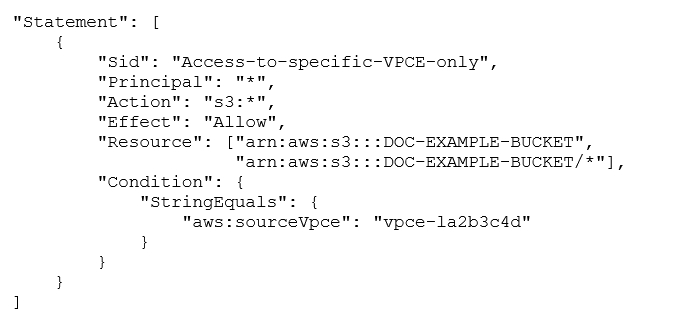 "Statement": [
    {
        "Sid": "Access-to-specific-VPCE-only",
        "Principal": "*",
        "Action": "s3:*",
        "Effect": "Allow",
        "Resource": ["arn:aws:s3:::DOC-EXAMPLE-BUCKET",
                     "arn:aws:s3:::DOC-EXAMPLE-BUCKET/*"],
        "Condition": {
            "StringEquals": {
                "aws:sourceVpce": "vpce-1a2b3c4d"
            }
        }
    }
]